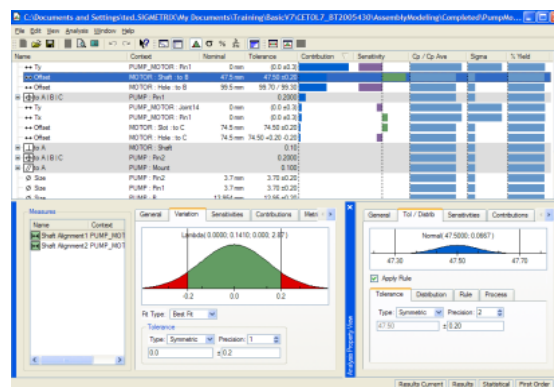 C:\Documents and Settings\ted.SIGMETRIX\My Documents\Training\BasicV7\CETOL7_BT2005430\AssemblyModeling\Completed\PumpMo...
File Edit View Analysis Window Help
Name Context Nominal Tolerance Contribution Sensitivity Cp / Cp Ave Sigma % Yield
Ty PUMP_MOTOR : Pin1 0 mm {0.0 ±0.3}
Offset MOTOR : Shaft : to B 47.5 mm 47.50 ±0.20
Offset MOTOR : Hole : to B 99.5 mm 99.70 / 99.30
to A | B | C PUMP : Pin1 0.2000
Ty PUMP_MOTOR : Joint14 0 mm {0.0 ±0.3}
Tx PUMP_MOTOR : Pin1 0 mm {0.0 ±0.3}
Offset MOTOR : Slot : to C 74.5 mm 74.50 ±0.20
Offset MOTOR : Hole : to C 74.5 mm 74.50 +0.20 -0.20
to A MOTOR : Shaft 0.10
to A | B | C PUMP : Pin2 0.2000
to A PUMP : Mount 0.100
Size PUMP : Pin2 3.7 mm 3.70 ±0.20
Size PUMP : Pin1 3.7 mm 3.70 ±0.20
Measures
Name Context
Shaft Alignment1 PUMP_MOT
Shaft Alignment2 PUMP_MOT
General Variation Sensitivities Contributions
Lambda( 0.0000; 0.1410; 0.000; 2.87 )
-0.2 0.0 0.2
Fit Type: Best Fit
Tolerance
Type: Symmetric Precision: 1
0.0 ± 0.2
Analysis Property View
General Tol / Distrib Sensitivities Contributions
Normal( 47.5000; 0.0667 )
47.30 47.50 47.70
Apply Rule
Tolerance Distribution Rule Process
Type: Symmetric Precision: 2
47.50 ± 0.20
Results Current Results Statistical First Order